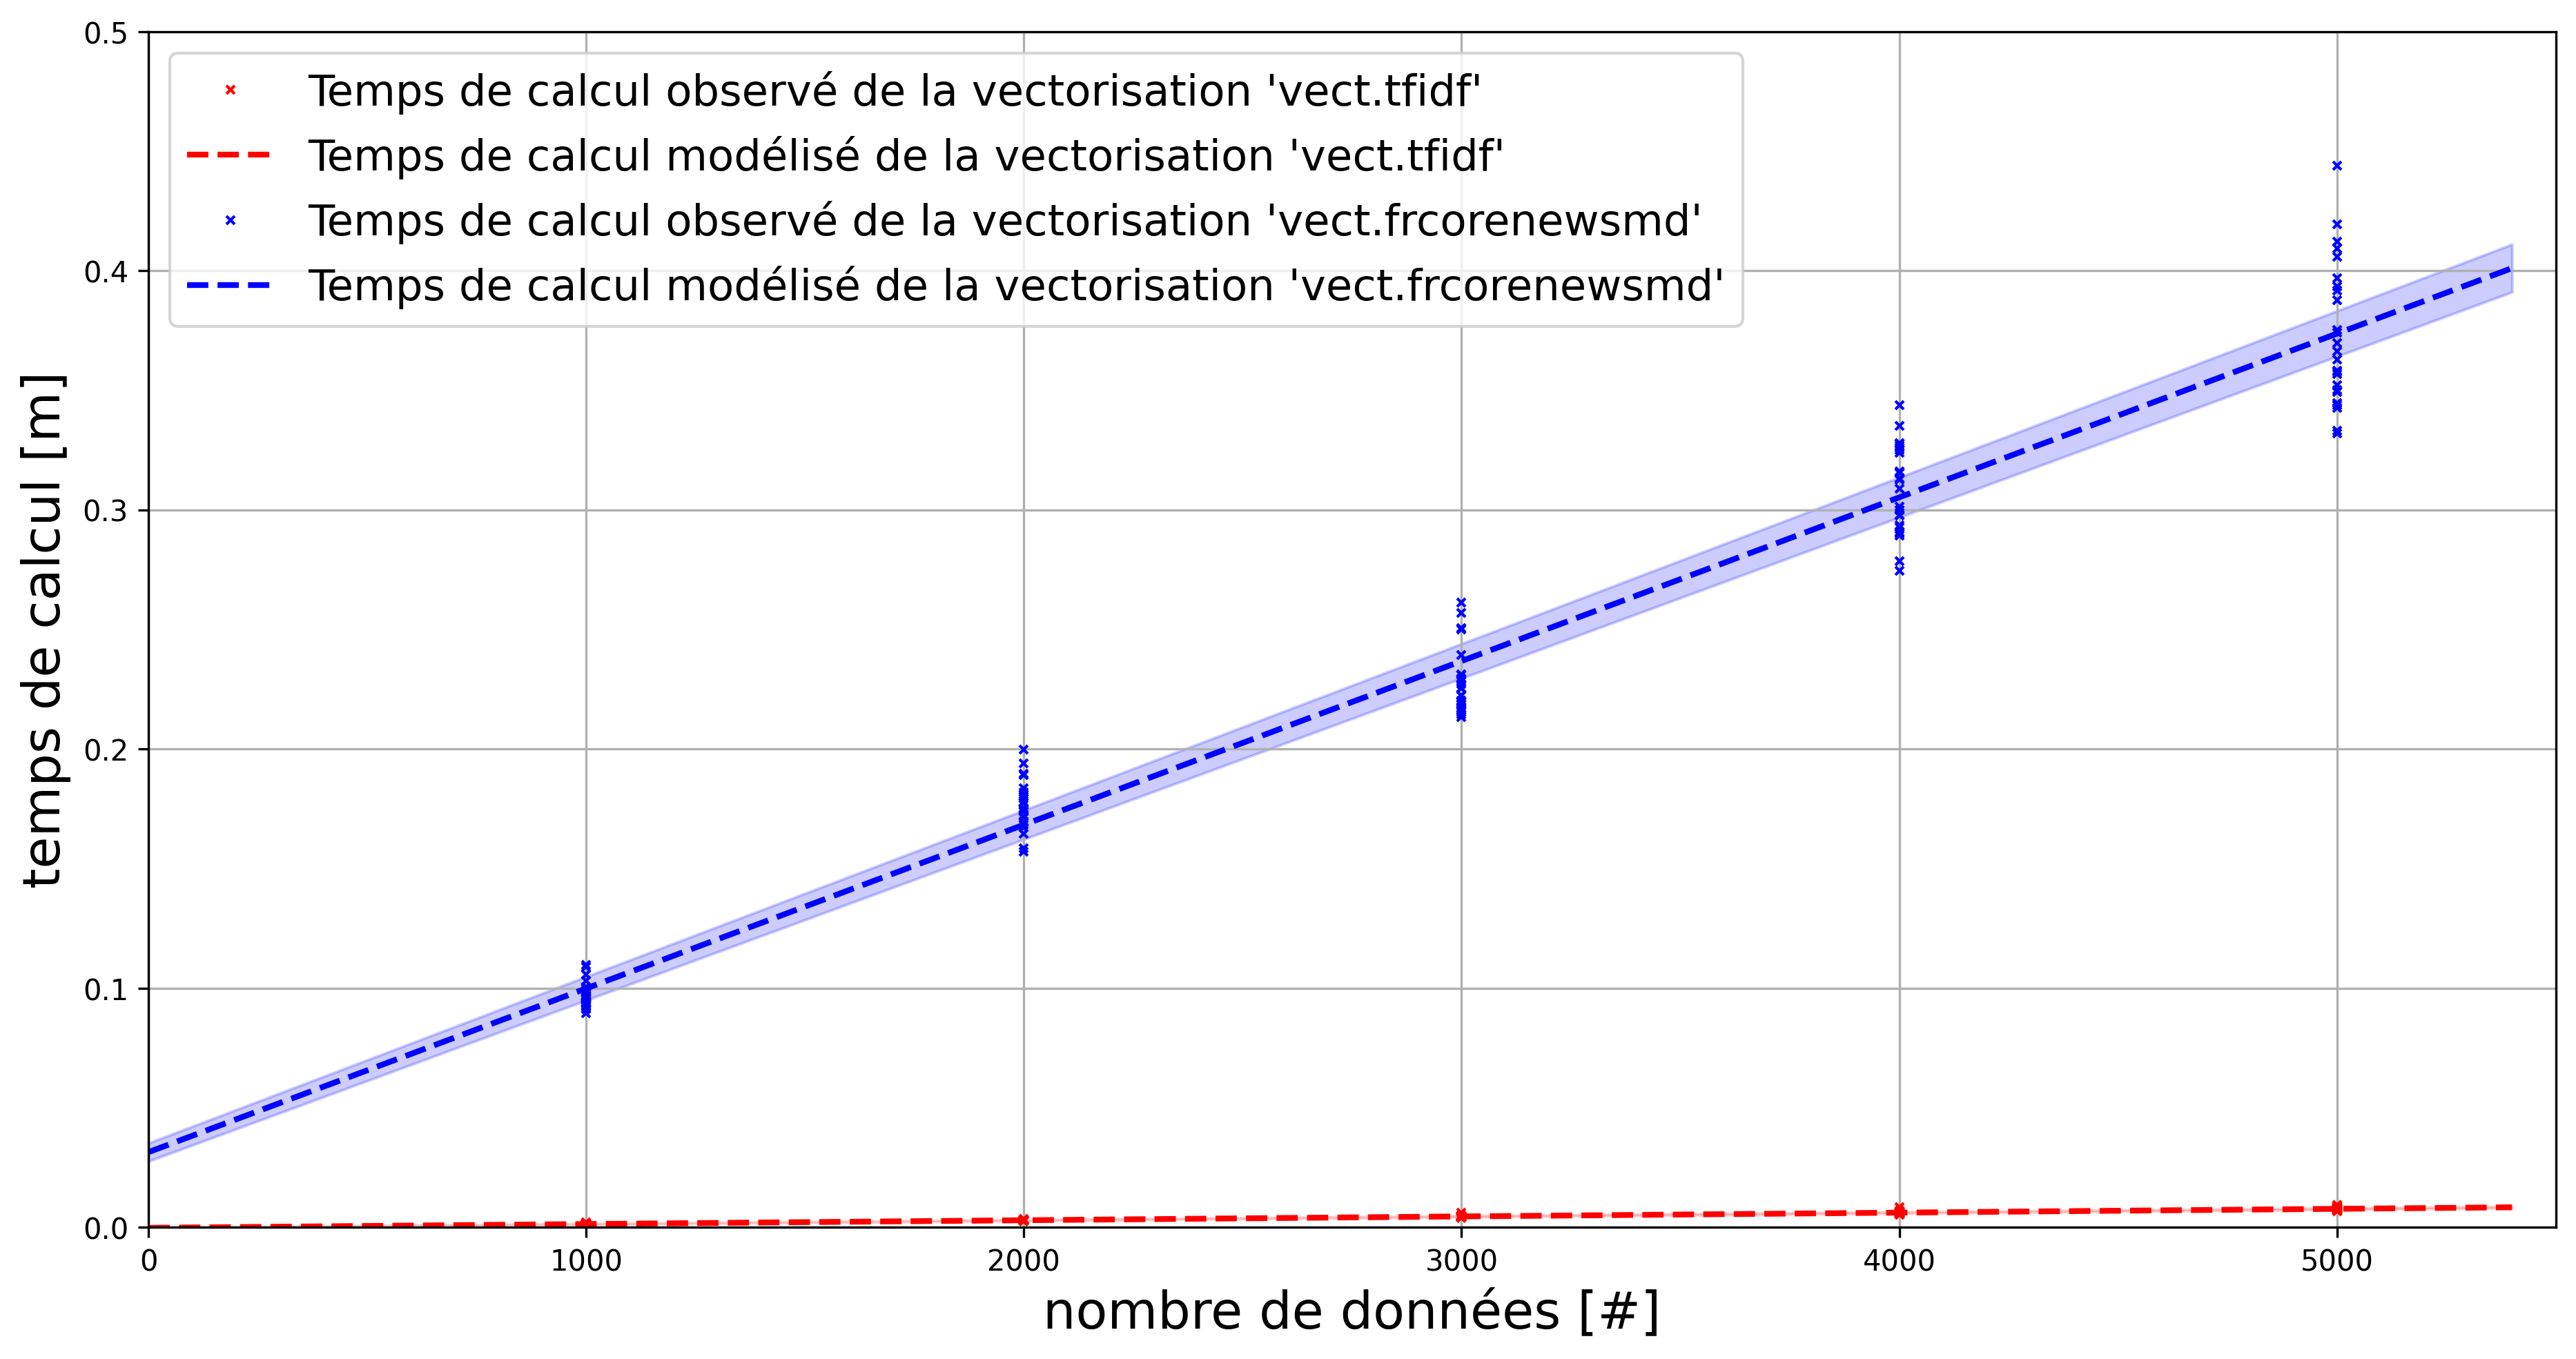 Temps de calcul observé de la vectorisation 'vect.tfidf'
Temps de calcul modélisé de la vectorisation 'vect.tfidf'
Temps de calcul observé de la vectorisation 'vect.frcorenewsmd'
Temps de calcul modélisé de la vectorisation 'vect.frcorenewsmd'
temps de calcul [m]
0.5
0.4
0.3
0.2
0.1
0.0
0 1000 2000 3000 4000 5000
nombre de données [#]